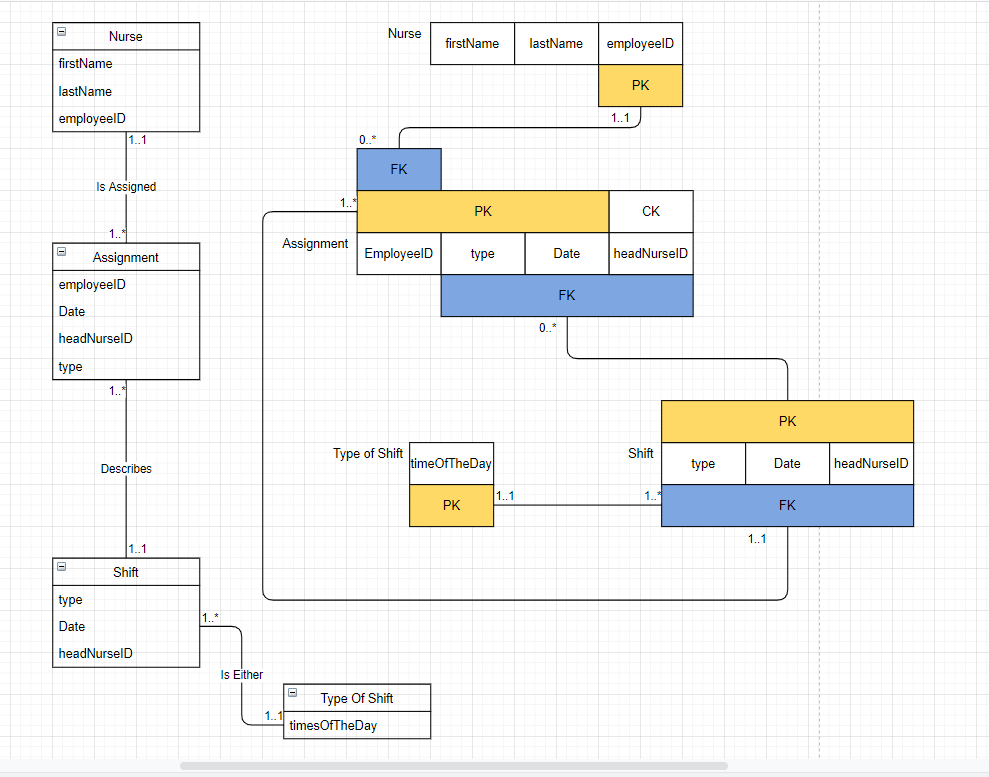 Nurse
firstName
lastName
employeeID
1..1
Is Assigned
1..*
Assignment
employeeID
Date
headNurseID
type
1..*
Describes
1..1
Shift
type
Date
headNurseID
1..*
Is Either
1..1
Type Of Shift
timesOfTheDay
Nurse
firstName lastName employeeID
PK
1..1
0..*
FK
1..*
PK CK
Assignment
EmployeeID type Date headNurseID
FK
0..*
PK
Type of Shift
timeOfTheDay
PK
1..1
1..*
Shift
type Date headNurseID
FK
1..1